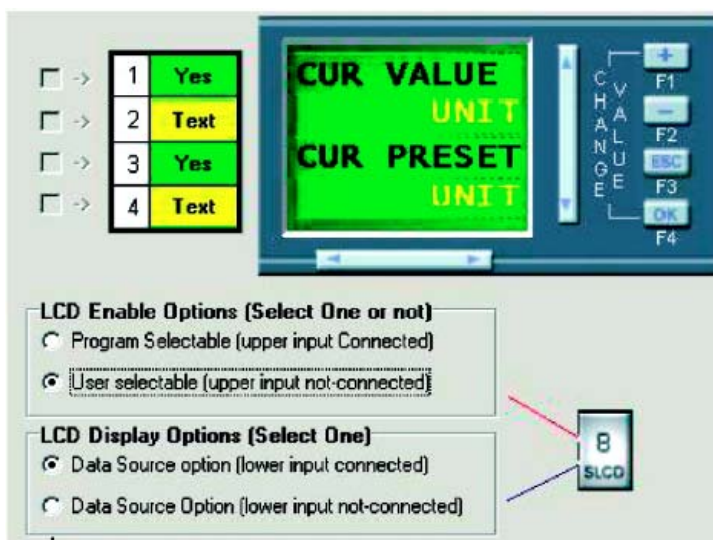 -> 1 Yes
-> 2 Text
-> 3 Yes
-> 4 Text
CUR VALUE
UNIT
CUR PRESET
UNIT
CHANGE
VALUE
+
F1
-
F2
ESC
F3
OK
F4
LCD Enable Options (Select One or not)
Program Selectable (upper input Connected)
User selectable (upper input not-connected)
LCD Display Options (Select One)
Data Source option (lower input connected)
Data Source Option (lower input not-connected)
8
SLCD